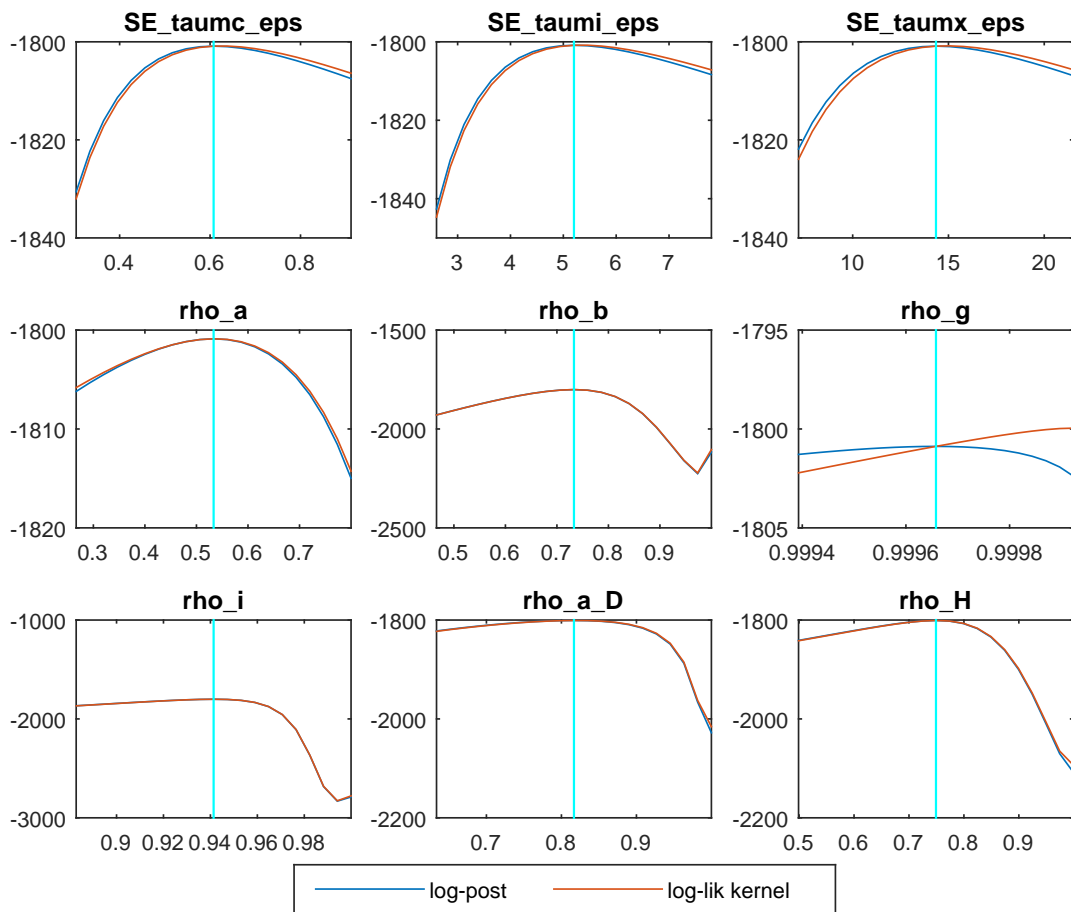 SE_taumc_eps SE_taumi_eps SE_taumx_eps
-1800 -1800 -1800
-1820 -1820 -1820
-1840 -1840 -1840
0.4 0.6 0.8 3 4 5 6 7 10 15 20
rho_a rho_b rho_g
-1800 -1500 -1795
-1810 -2000 -1800
-1820 -2500 -1805
0.3 0.4 0.5 0.6 0.7 0.5 0.6 0.7 0.8 0.9 0.9994 0.9996 0.9998
rho_i rho_a_D rho_H
-1000 -1800 -1800
-2000 -2000 -2000
-3000 -2200 -2200
0.9 0.92 0.94 0.96 0.98 0.7 0.8 0.9 0.5 0.6 0.7 0.8 0.9
log-post log-lik kernel